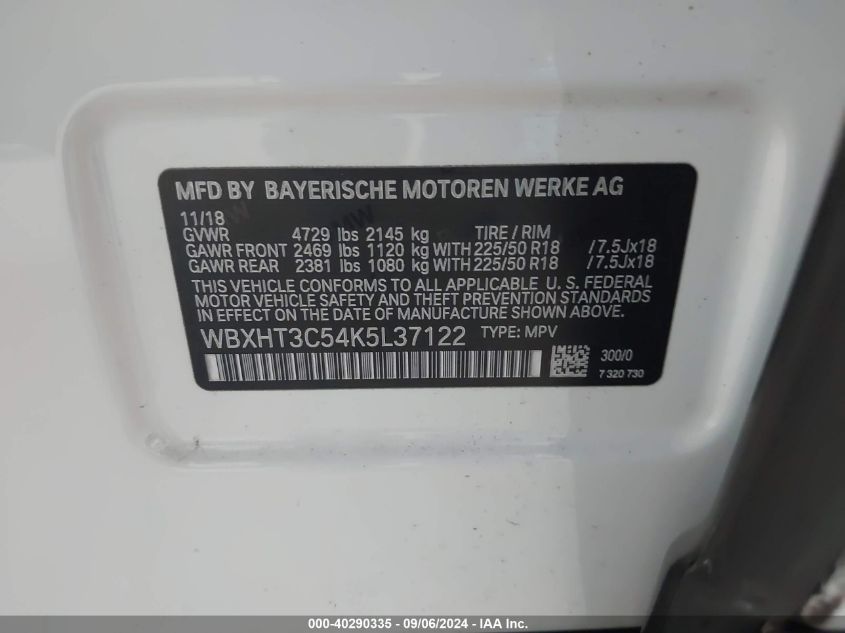 MFD BY BAYERISCHE MOTOREN WERKE AG
11/18
GVWR 4729 lbs 2145 kg TIRE / RIM
GAWR FRONT 2469 lbs 1120 kg WITH 225/50 R18 /7.5Jx18
GAWR REAR 2381 lbs 1080 kg WITH 225/50 R18 /7.5Jx18
THIS VEHICLE CONFORMS TO ALL APPLICABLE U. S. FEDERAL
MOTOR VEHICLE SAFETY AND THEFT PREVENTION STANDARDS
IN EFFECT ON THE DATE OF MANUFACTURE SHOWN ABOVE.
WBXHT3C54K5L37122 TYPE: MPV
300/0
7 320 730
000-40290335 - 09/06/2024 - IAA Inc.